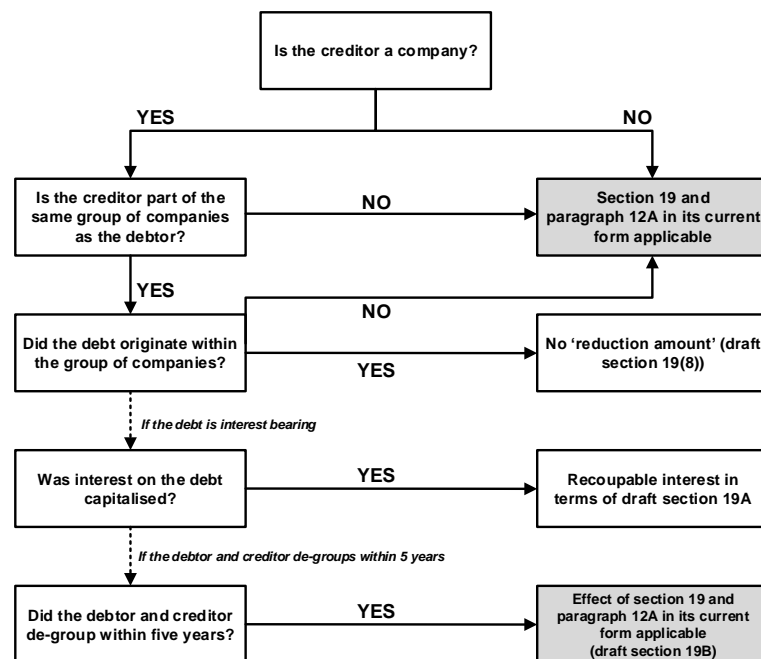 Is the creditor a company?
YES
NO
Is the creditor part of the
same group of companies
as the debtor?
NO
Section 19 and
paragraph 12A in its current
form applicable
YES
NO
Did the debt originate within
the group of companies?
YES
No ‘reduction amount’ (draft
section 19(8))
If the debt is interest bearing
Was interest on the debt
capitalised?
YES
Recoupable interest in
terms of draft section 19A
If the debtor and creditor de-groups within 5 years
Did the debtor and creditor
de-group within five years?
YES
Effect of section 19 and
paragraph 12A in its current
form applicable
(draft section 19B)